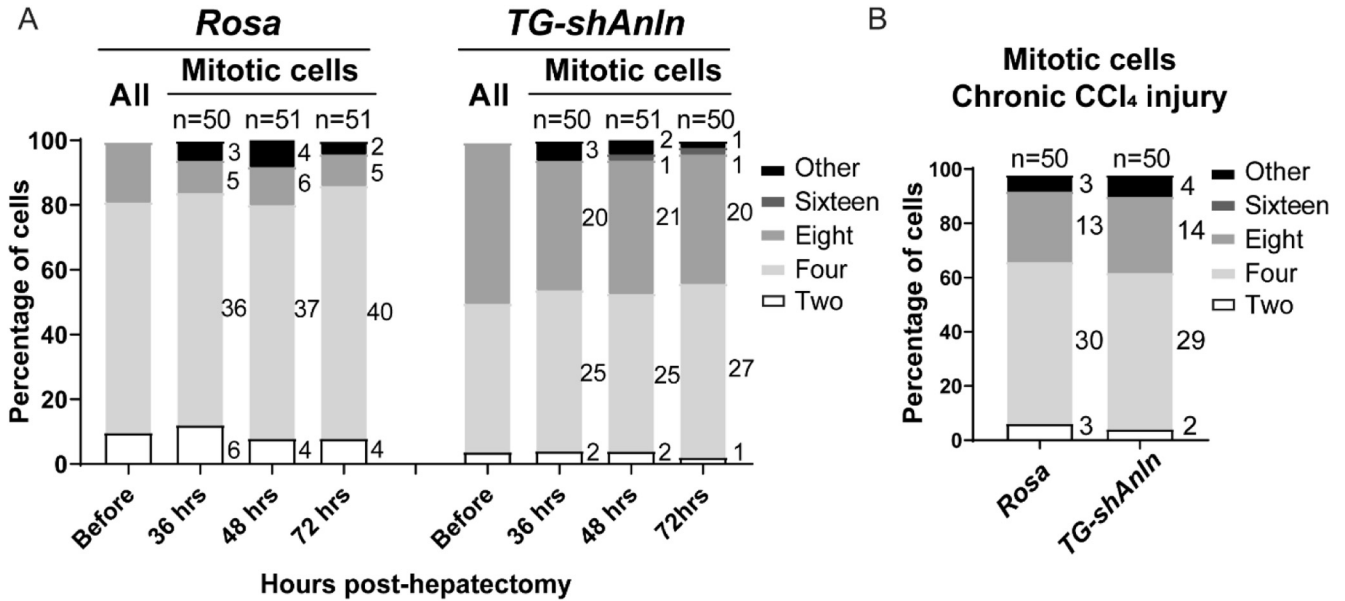 A
Rosa
TG-shAnln
All
Mitotic cells
All
Mitotic cells
n=50 n=51 n=51
n=50 n=51 n=50
Percentage of cells
100
80
60
40
20
0
3
5
36
6
4
6
37
4
2
5
40
4
3
20
25
2
2
1
21
25
2
1
1
20
27
1
Before
36 hrs
48 hrs
72 hrs
Before
36 hrs
48 hrs
72hrs
Hours post-hepatectomy
Other
Sixteen
Eight
Four
Two
B
Mitotic cells
Chronic CCl₄ injury
n=50 n=50
Percentage of cells
100
80
60
40
20
0
3
13
30
3
4
14
29
2
Rosa
TG-shAnln
Other
Sixteen
Eight
Four
Two